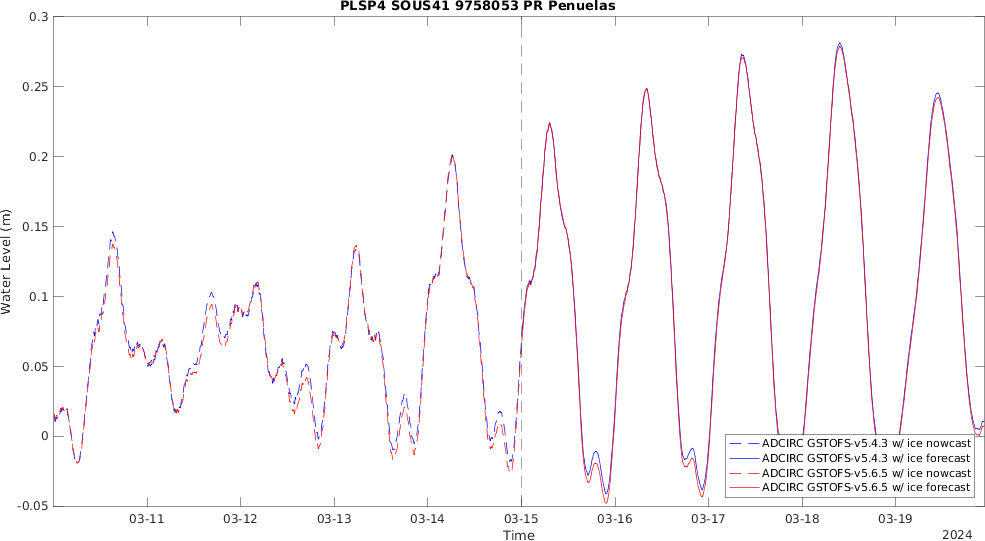 PLSP4 SOUS41 9758053 PR Penuelas
0.3
0.25
0.2
0.15
0.1
0.05
0
-0.05
Water Level (m)
03-11
03-12
03-13
03-14
03-15
03-16
03-17
03-18
03-19
Time
2024
ADCIRC GSTOFS-v5.4.3 w/ ice nowcast
ADCIRC GSTOFS-v5.4.3 w/ ice forecast
ADCIRC GSTOFS-v5.6.5 w/ ice nowcast
ADCIRC GSTOFS-v5.6.5 w/ ice forecast